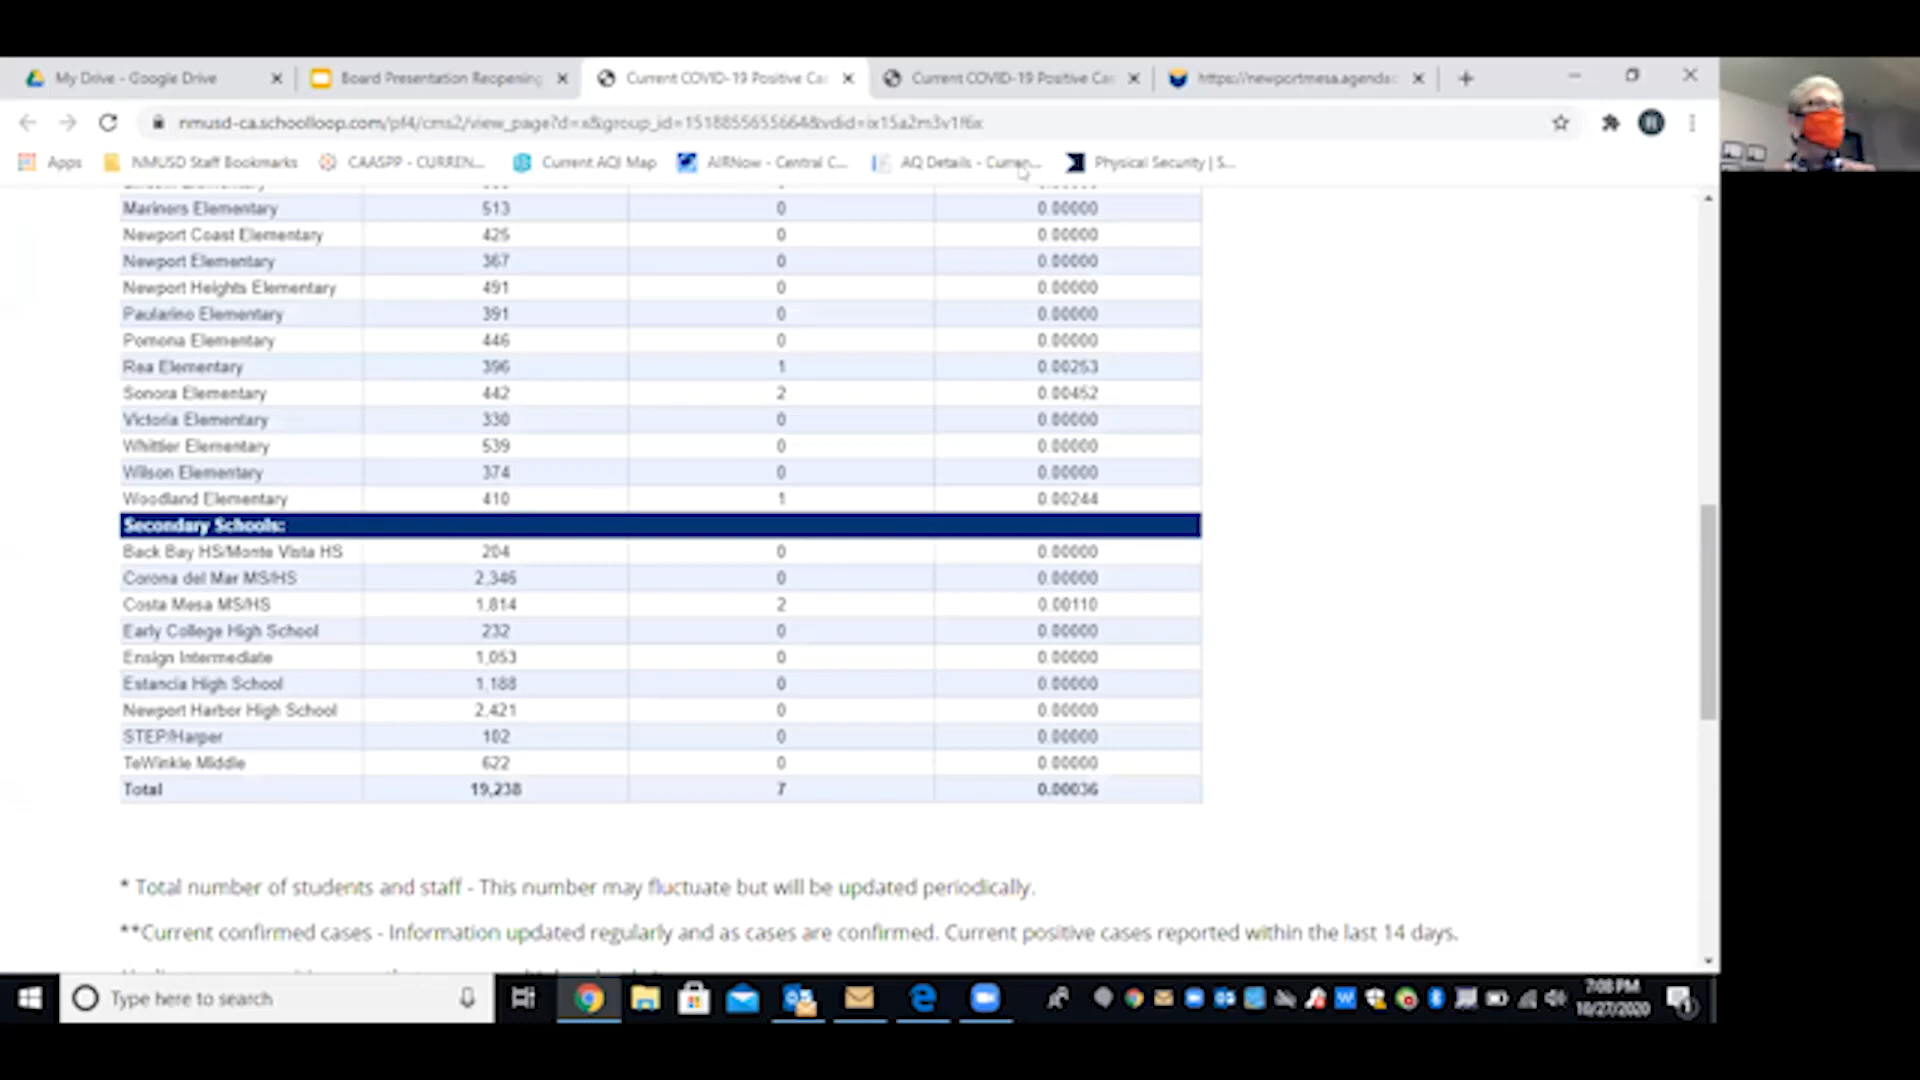 My Drive - Google Drive
Board Presentation Reopening
Current COVID-19 Positive Ca
Current COVID-19 Positive Ca
https://newportmesa.agenda
Apps
NMUSD Staff Bookmarks
CAASPP - CURREN...
Current AQI Map
AIRNow - Central C...
AQ Details - Curren...
Physical Security | S...
Mariners Elementary 513 0 0.00000
Newport Coast Elementary 425 0 0.00000
Newport Elementary 367 0 0.00000
Newport Heights Elementary 491 0 0.00000
Paularino Elementary 391 0 0.00000
Pomona Elementary 446 0 0.00000
Rea Elementary 396 1 0.00253
Sonora Elementary 442 2 0.00452
Victoria Elementary 330 0 0.00000
Whittier Elementary 539 0 0.00000
Wilson Elementary 374 0 0.00000
Woodland Elementary 410 1 0.00244
Secondary Schools:
Back Bay HS/Monte Vista HS 204 0 0.00000
Corona del Mar MS/HS 2,346 0 0.00000
Costa Mesa MS/HS 1,814 2 0.00110
Early College High School 232 0 0.00000
Ensign Intermediate 1,053 0 0.00000
Estancia High School 1,188 0 0.00000
Newport Harbor High School 2,421 0 0.00000
STEP/Harper 102 0 0.00000
TeWinkle Middle 622 0 0.00000
Total 19,238 7 0.00036
* Total number of students and staff - This number may fluctuate but will be updated periodically.
**Current confirmed cases - Information updated regularly and as cases are confirmed. Current positive cases reported within the last 14 days.
Type here to search
7:08 PM
10/27/2020